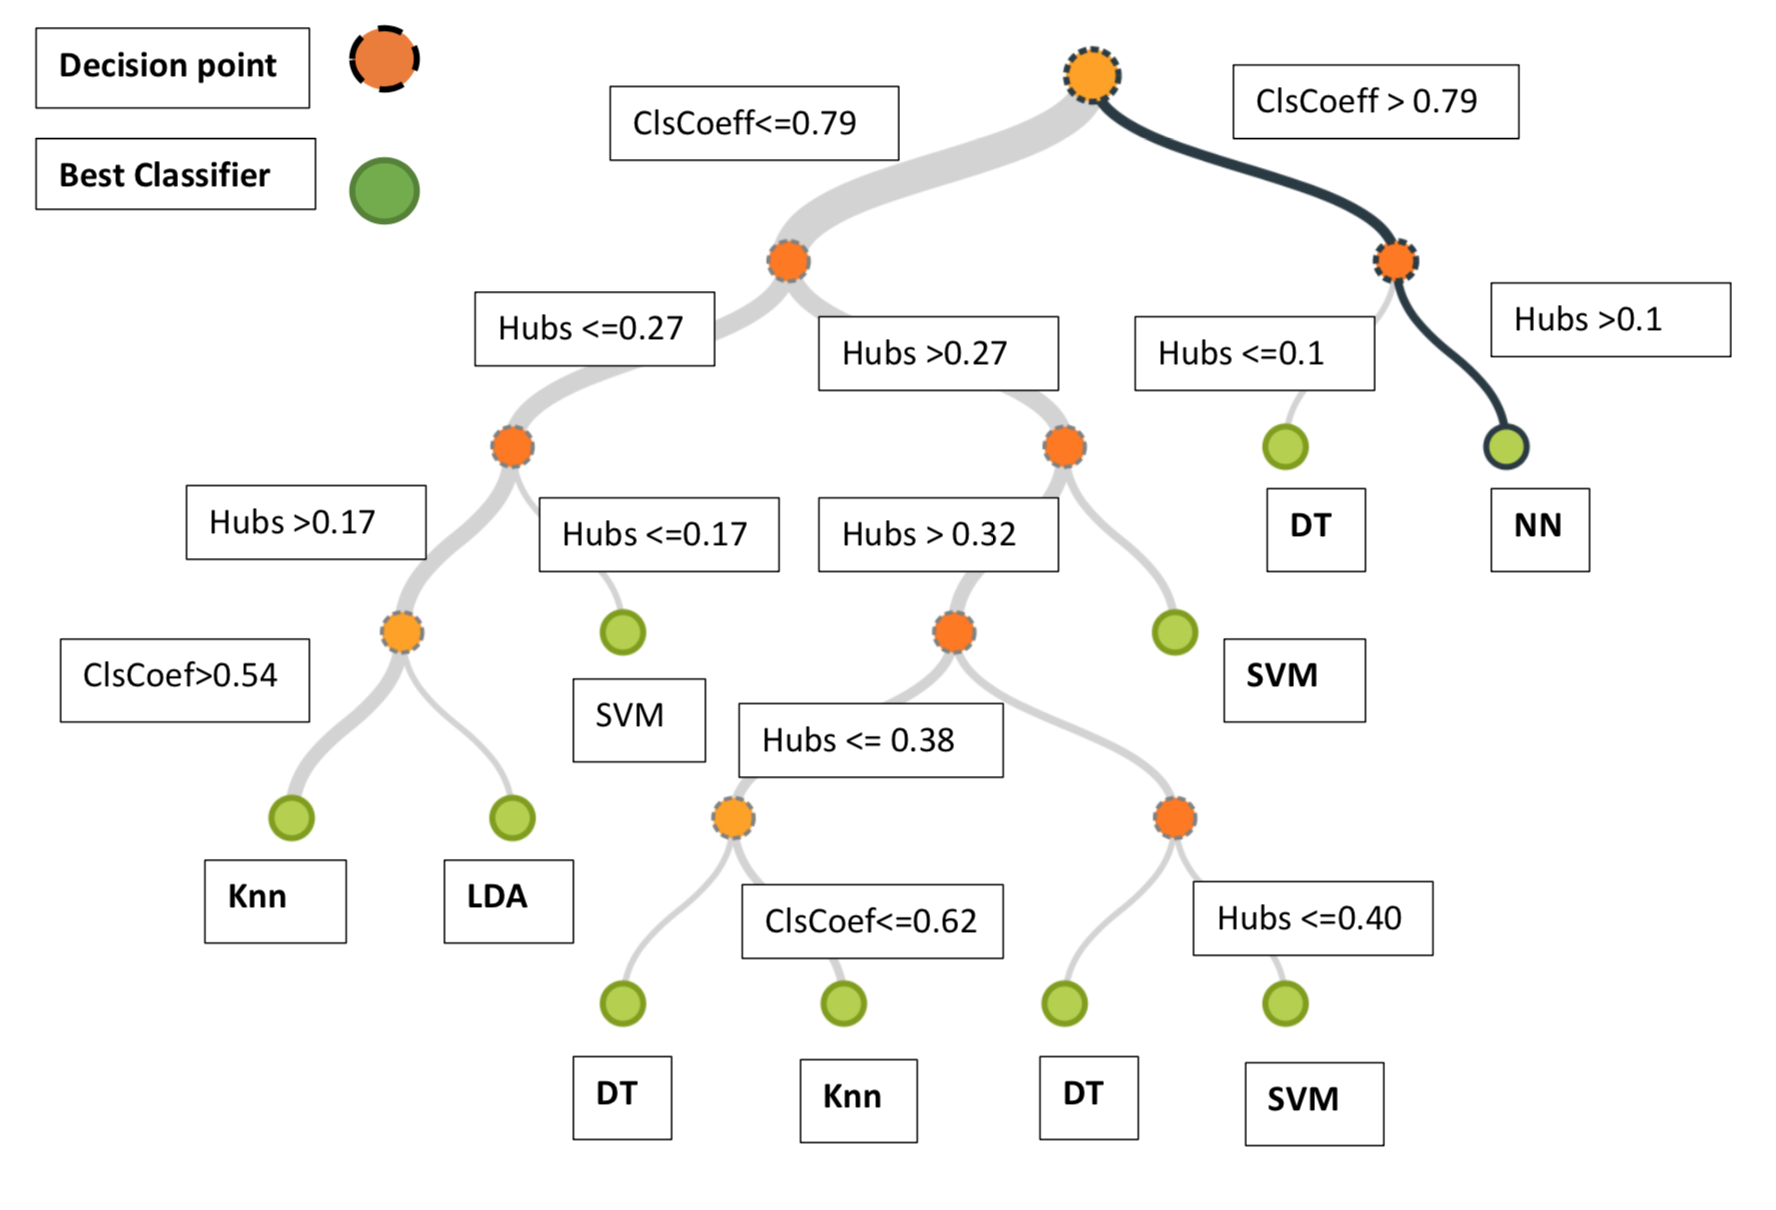 Decision point
Best Classifier
ClsCoeff<=0.79
ClsCoeff > 0.79
Hubs <=0.27
Hubs >0.27
Hubs <=0.1
Hubs >0.1
Hubs >0.17
Hubs <=0.17
Hubs > 0.32
DT
NN
ClsCoef>0.54
SVM
Hubs <= 0.38
SVM
Knn
LDA
ClsCoef<=0.62
Hubs <=0.40
DT
Knn
DT
SVM